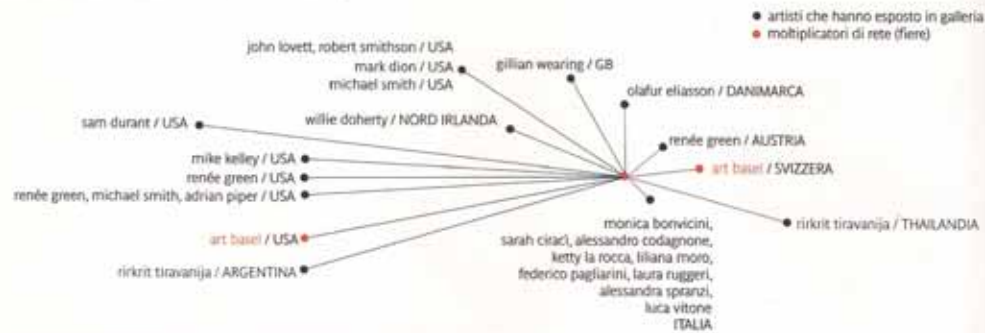 artisti che hanno esposto in galleria
moltiplicatori di rete (fiere)
john lovett, robert smithson / USA
mark dion / USA
michael smith / USA
gillian wearing / GB
olafur eliasson / DANIMARCA
sam durant / USA
willie doherty / NORD IRLANDA
renée green / AUSTRIA
mike kelley / USA
art basel / SVIZZERA
renée green / USA
renée green, michael smith, adrian piper / USA
monica bonvicini,
rirkrit tiravanija / THAILANDIA
art basel / USA
sarah ciracì, alessandro codagnone,
ketty la rocca, liliana moro,
rirkrit tiravanija / ARGENTINA
federico pagliarini, laura ruggeri,
alessandra spranzi,
luca vitone
ITALIA